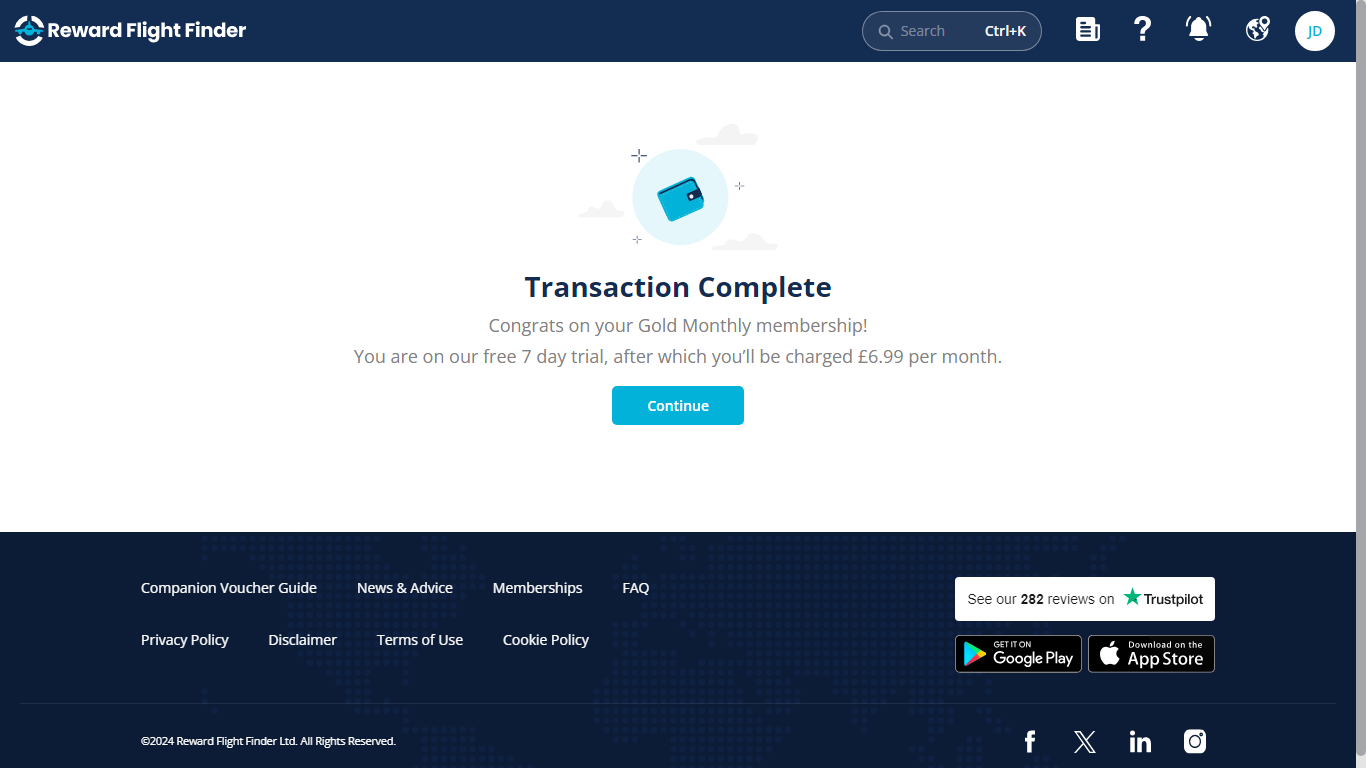 Reward Flight Finder
Search Ctrl+K
JD
Transaction Complete
Congrats on your Gold Monthly membership!
You are on our free 7 day trial, after which you’ll be charged £6.99 per month.
Continue
Companion Voucher Guide News & Advice Memberships FAQ
See our 282 reviews on Trustpilot
Privacy Policy Disclaimer Terms of Use Cookie Policy
GET IT ON
Google Play
Download on the
App Store
©2024 Reward Flight Finder Ltd. All Rights Reserved.